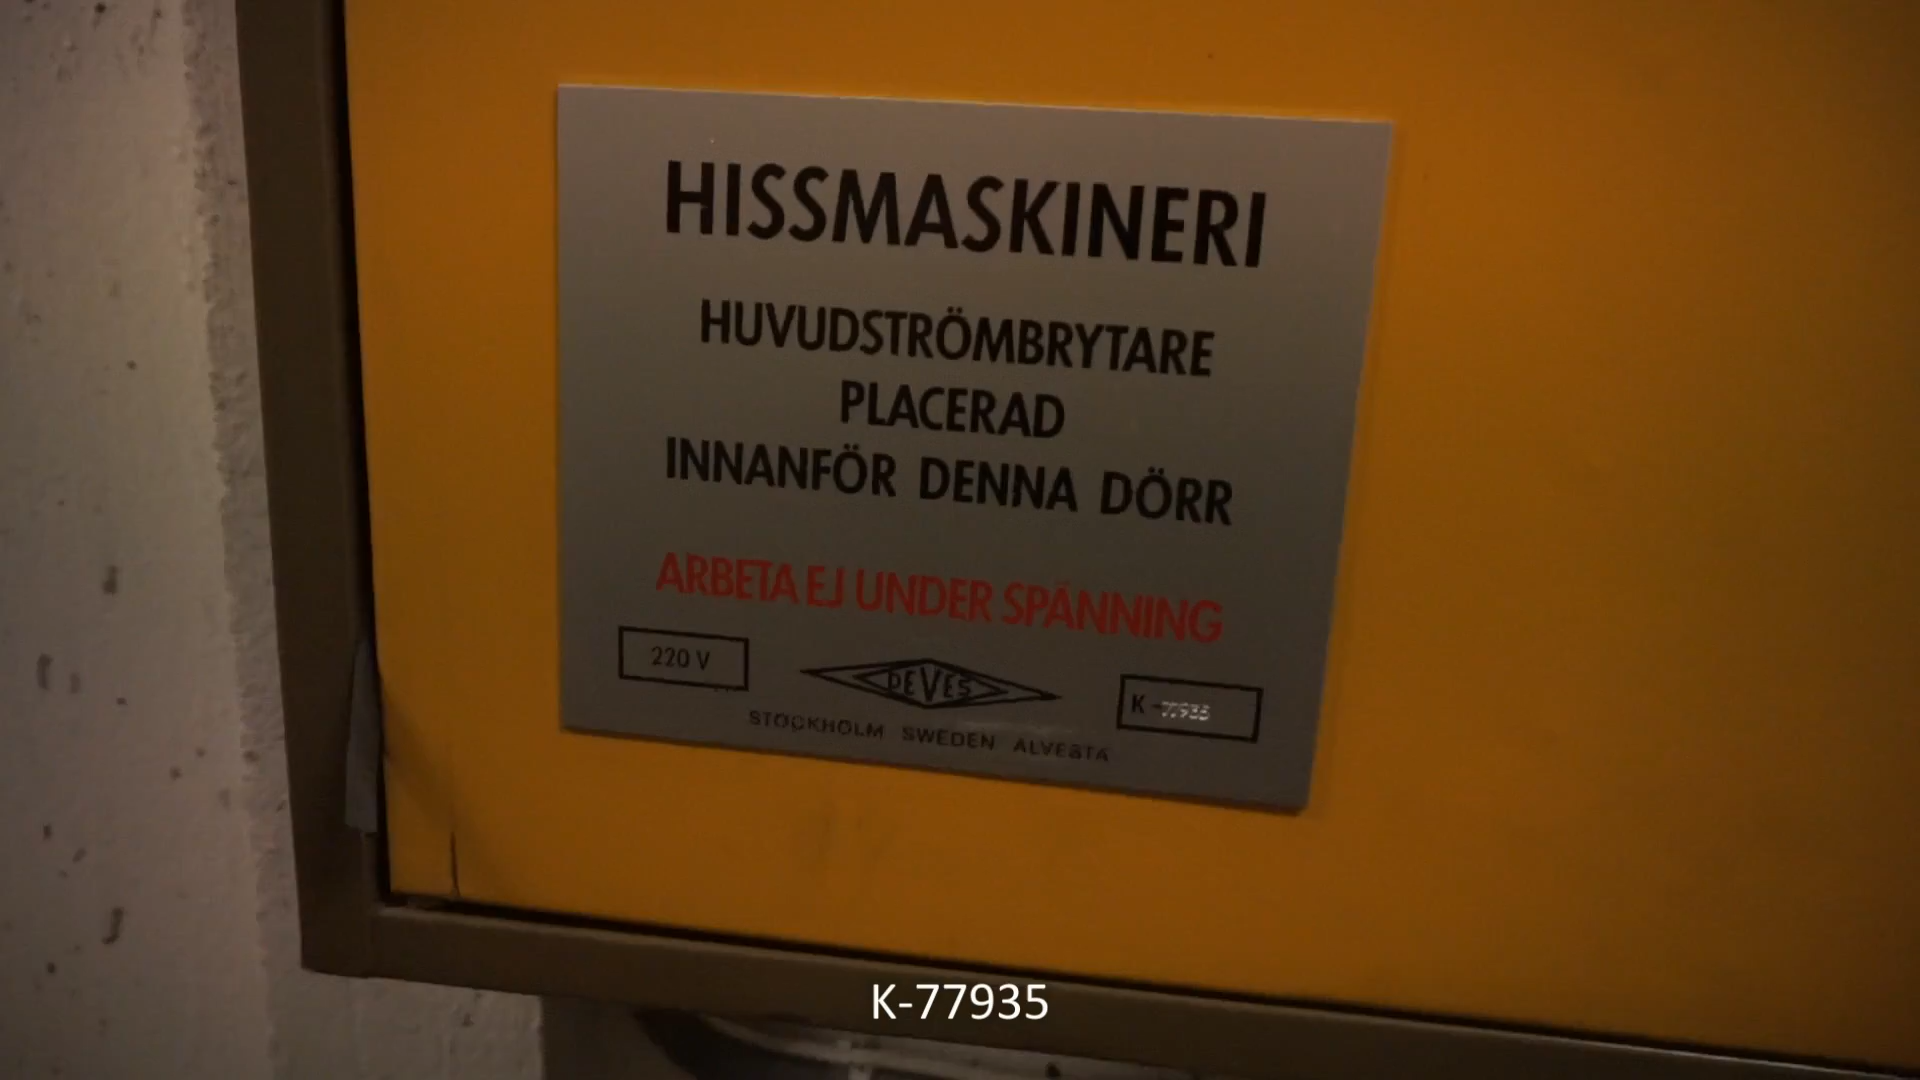 HISSMASKINERI
HUVUDSTRÖMBRYTARE
PLACERAD
INNANFÖR DENNA DÖRR
ARBETA EJ UNDER SPÄNNING
220 V
DEVES
K-77935
STOCKHOLM SWEDEN ALVESTA
K-77935